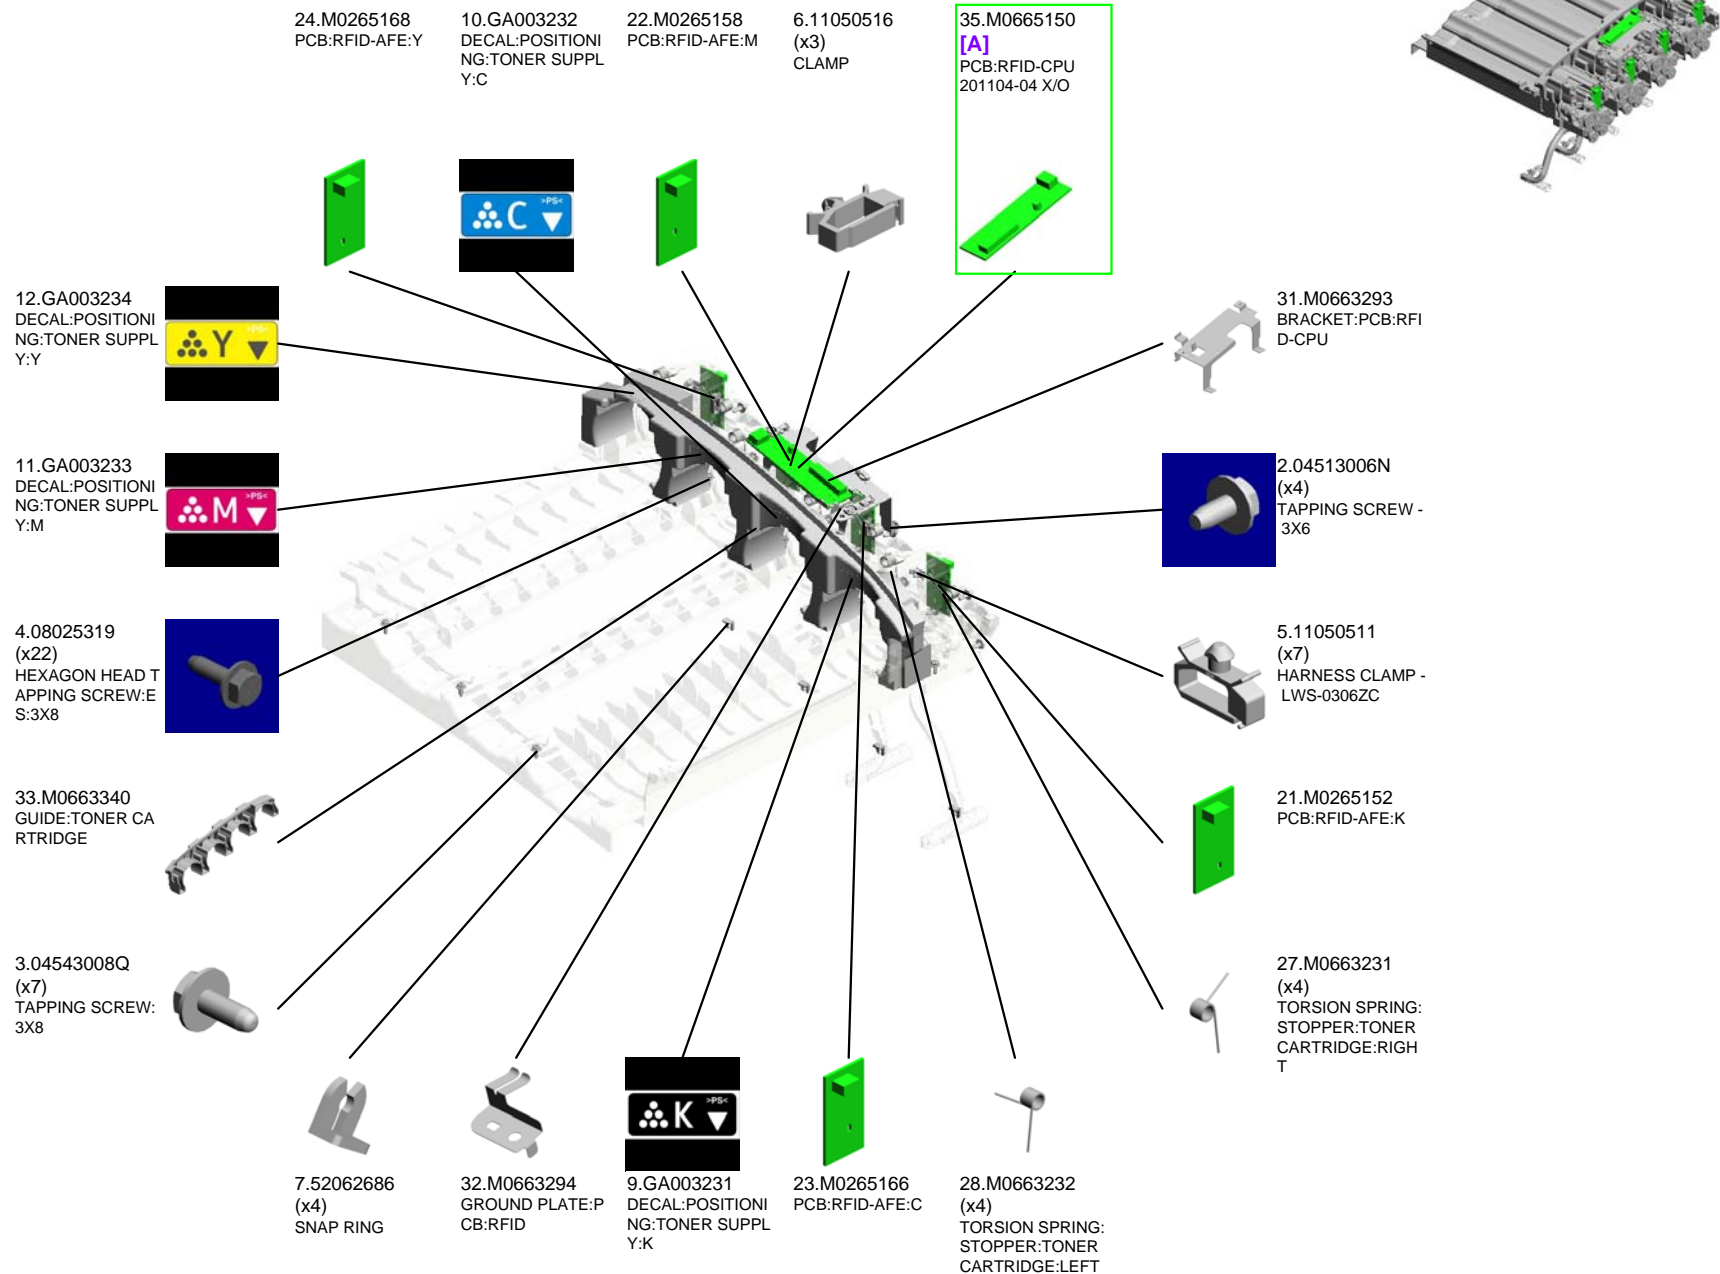 24.M0265168
PCB:RFID-AFE:Y
10.GA003232
DECAL:POSITIONI
NG:TONER SUPPL
Y:C
22.M0265158
PCB:RFID-AFE:M
6.11050516
(x3)
CLAMP
35.M0665150
[A]
PCB:RFID-CPU
201104-04 X/O
C >PS<
12.GA003234
DECAL:POSITIONI
NG:TONER SUPPL
Y:Y
Y >PS<
31.M0663293
BRACKET:PCB:RFI
D-CPU
11.GA003233
DECAL:POSITIONI
NG:TONER SUPPL
Y:M
M >PS<
2.04513006N
(x4)
TAPPING SCREW -
3X6
4.08025319
(x22)
HEXAGON HEAD T
APPING SCREW:E
S:3X8
5.11050511
(x7)
HARNESS CLAMP -
LWS-0306ZC
33.M0663340
GUIDE:TONER CA
RTRIDGE
21.M0265152
PCB:RFID-AFE:K
3.04543008Q
(x7)
TAPPING SCREW:
3X8
27.M0663231
(x4)
TORSION SPRING:
STOPPER:TONER
CARTRIDGE:RIGH
T
K >PS<
7.52062686
(x4)
SNAP RING
32.M0663294
GROUND PLATE:P
CB:RFID
9.GA003231
DECAL:POSITIONI
NG:TONER SUPPL
Y:K
23.M0265166
PCB:RFID-AFE:C
28.M0663232
(x4)
TORSION SPRING:
STOPPER:TONER
CARTRIDGE:LEFT